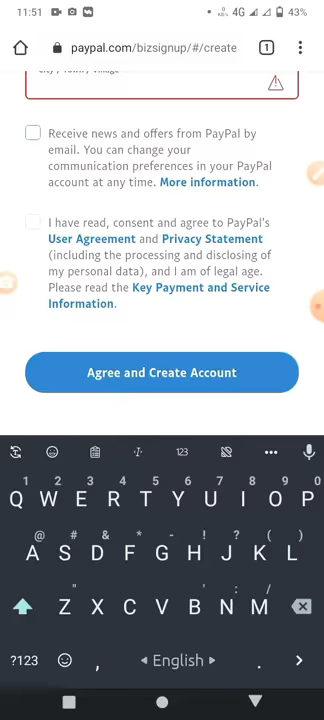 11:51
4G
43%
paypal.com/bizsignup/#/create
1
City / Town / Village
Receive news and offers from PayPal by
email. You can change your
communication preferences in your PayPal
account at any time. More information.
I have read, consent and agree to PayPal's
User Agreement and Privacy Statement
(including the processing and disclosing of
my personal data), and I am of legal age.
Please read the Key Payment and Service
Information.
Agree and Create Account
123
1 2 3 4 5 6 7 8 9 0
Q W E R T Y U I O P
@ # & * - ! ? ( )
A S D F G H J K L
" ' : /
Z X C V B N M
?123 , English .